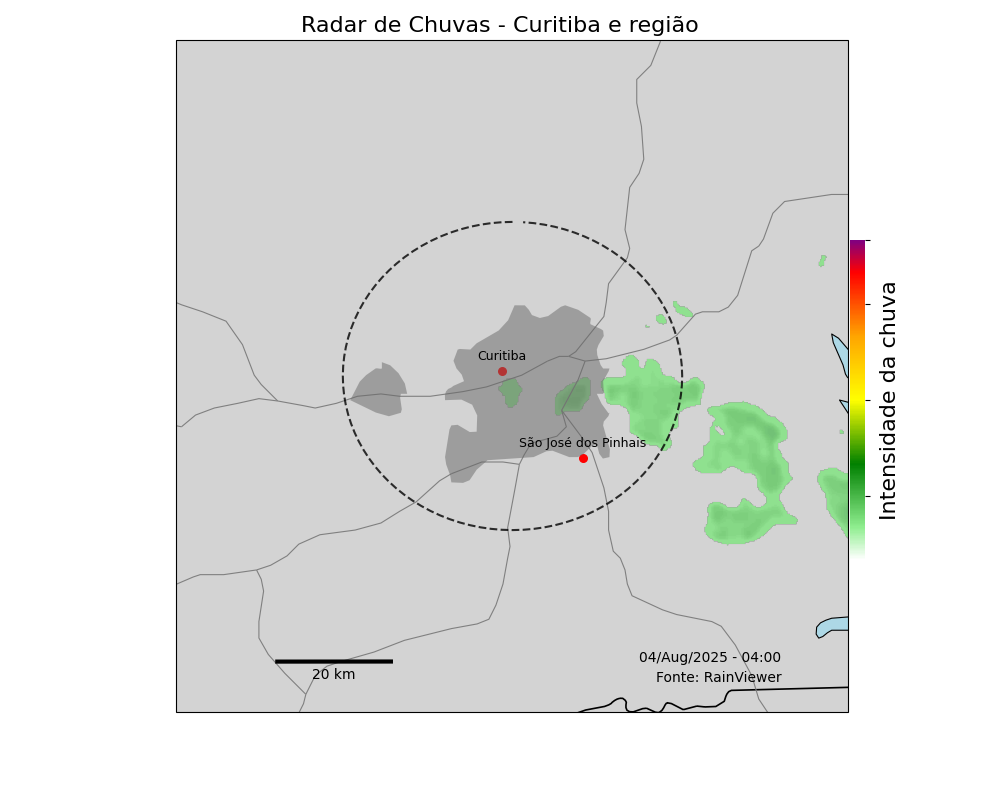 Radar de Chuvas - Curitiba e região
Curitiba
São José dos Pinhais
Intensidade da chuva
04/Aug/2025 - 04:00
Fonte: RainViewer
20 km